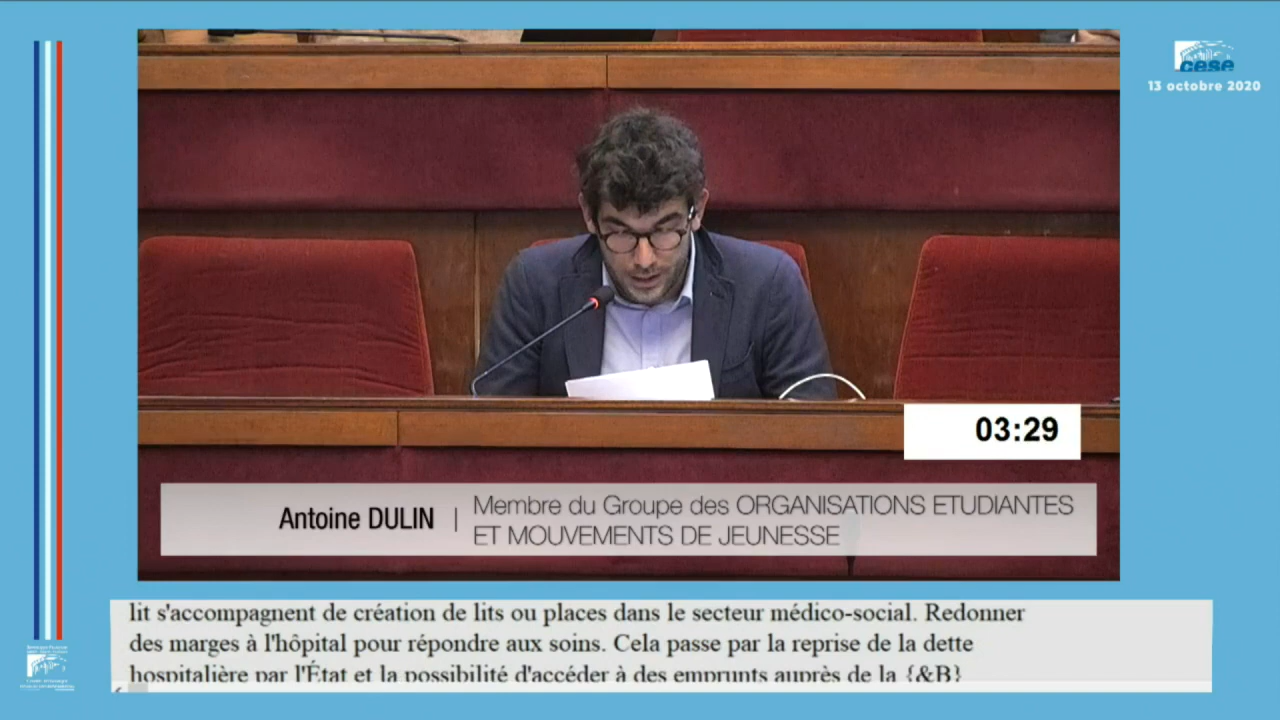 cese
13 octobre 2020
03:29
Antoine DULIN
Membre du Groupe des ORGANISATIONS ETUDIANTES
ET MOUVEMENTS DE JEUNESSE
lit s'accompagnent de création de lits ou places dans le secteur médico-social. Redonner
des marges à l'hôpital pour répondre aux soins. Cela passe par la reprise de la dette
hospitalière par l'État et la possibilité d'accéder à des emprunts auprès de la {&B}